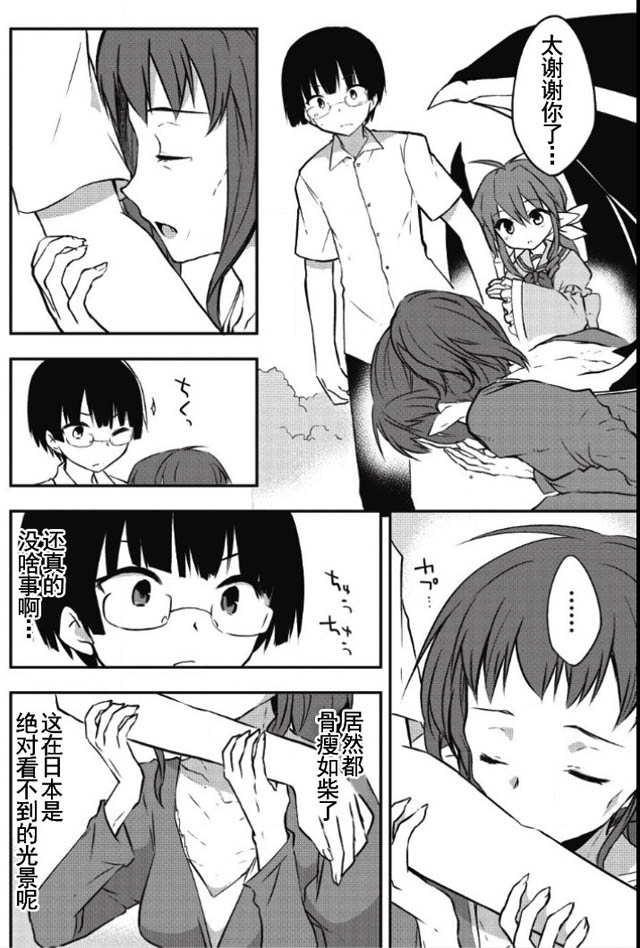 太谢谢
你了…
ちくっ
カプ…
……
ちゅうっ
ちゅうっ
还真的
没啥事啊…
居然都
骨瘦如柴了
这在日本是
绝对看不到的光景呢